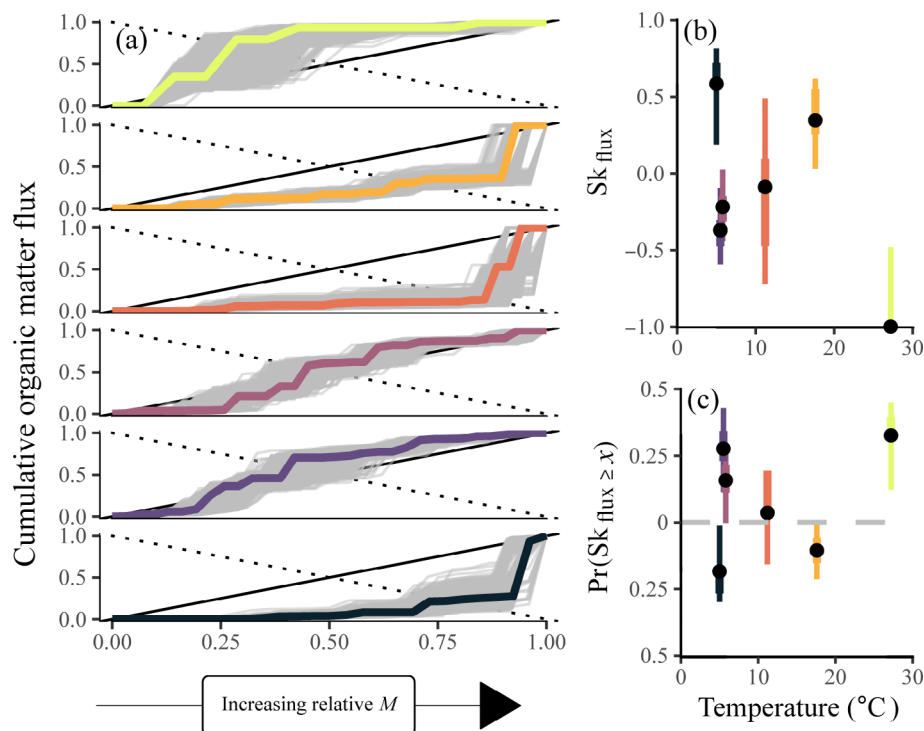 (a)
Cumulative organic matter flux
1.0
0.5
0.0
1.0
0.5
0.0
1.0
0.5
0.0
1.0
0.5
0.0
1.0
0.5
0.0
1.0
0.5
0.0
0.00 0.25 0.50 0.75 1.00
Increasing relative M
(b)
Sk flux
1.0
0.5
0.0
−0.5
−1.0
0 10 20 30
(c)
Pr(Sk flux ≥ x)
0.5
0.25
0
0.25
0.5
0 10 20 30
Temperature (°C)